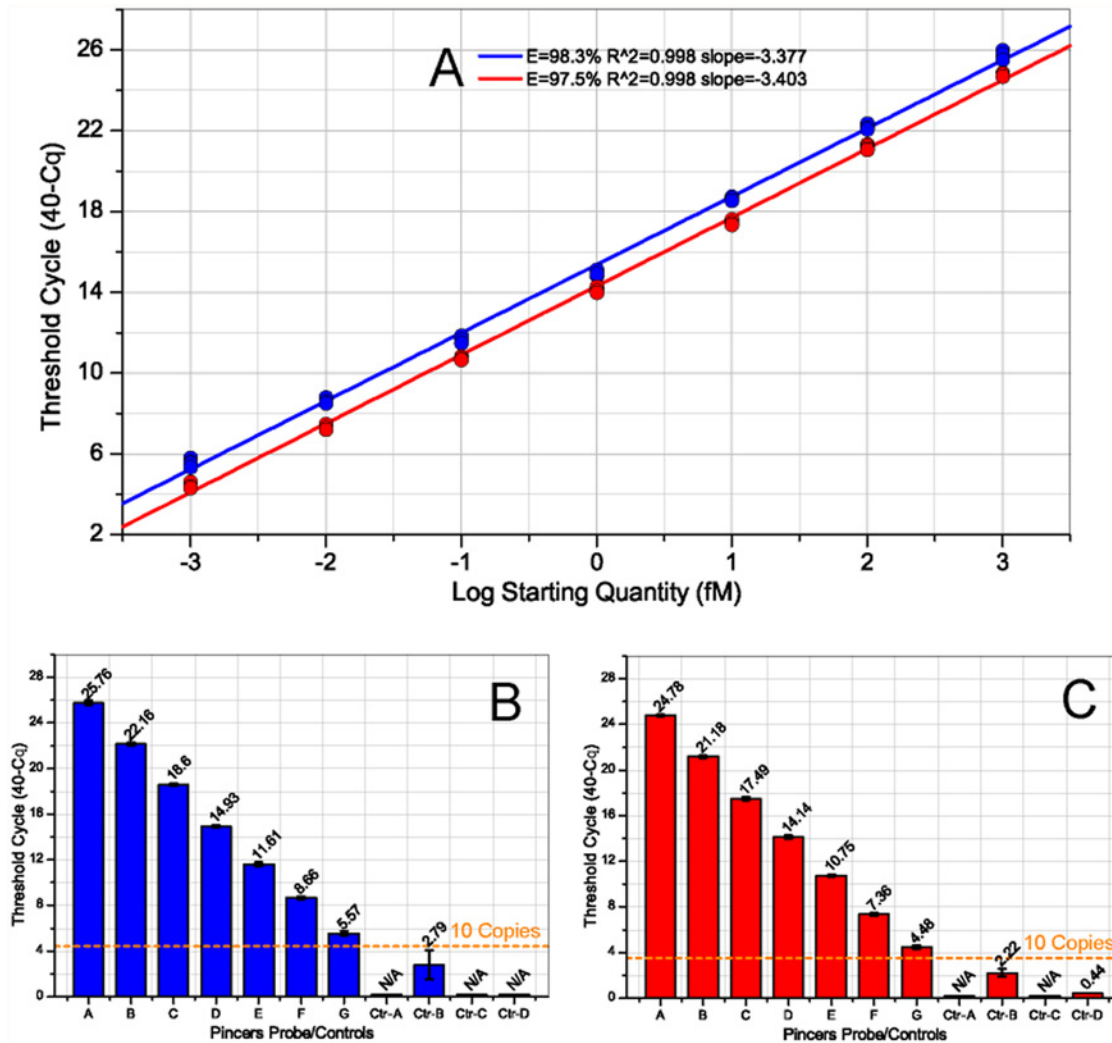 A
E=98.3% R^2=0.998 slope=-3.377
E=97.5% R^2=0.998 slope=-3.403
Threshold Cycle (40-Cq)
26
22
18
14
10
6
2
-3 -2 -1 0 1 2 3
Log Starting Quantity (fM)
B
Threshold Cycle (40-Cq)
28
24
20
16
12
8
4
0
25.76 22.16 18.6 14.93 11.61 8.66 5.57 N/A 2.79 N/A N/A
10 Copies
A B C D E F G Ctr-A Ctr-B Ctr-C Ctr-D
Pincers Probe/Controls
C
Threshold Cycle (40-Cq)
28
24
20
16
12
8
4
0
24.78 21.18 17.49 14.14 10.75 7.36 4.48 N/A 2.22 N/A 0.44
10 Copies
A B C D E F G Ctr-A Ctr-B Ctr-C Ctr-D
Pincers Probe/Controls